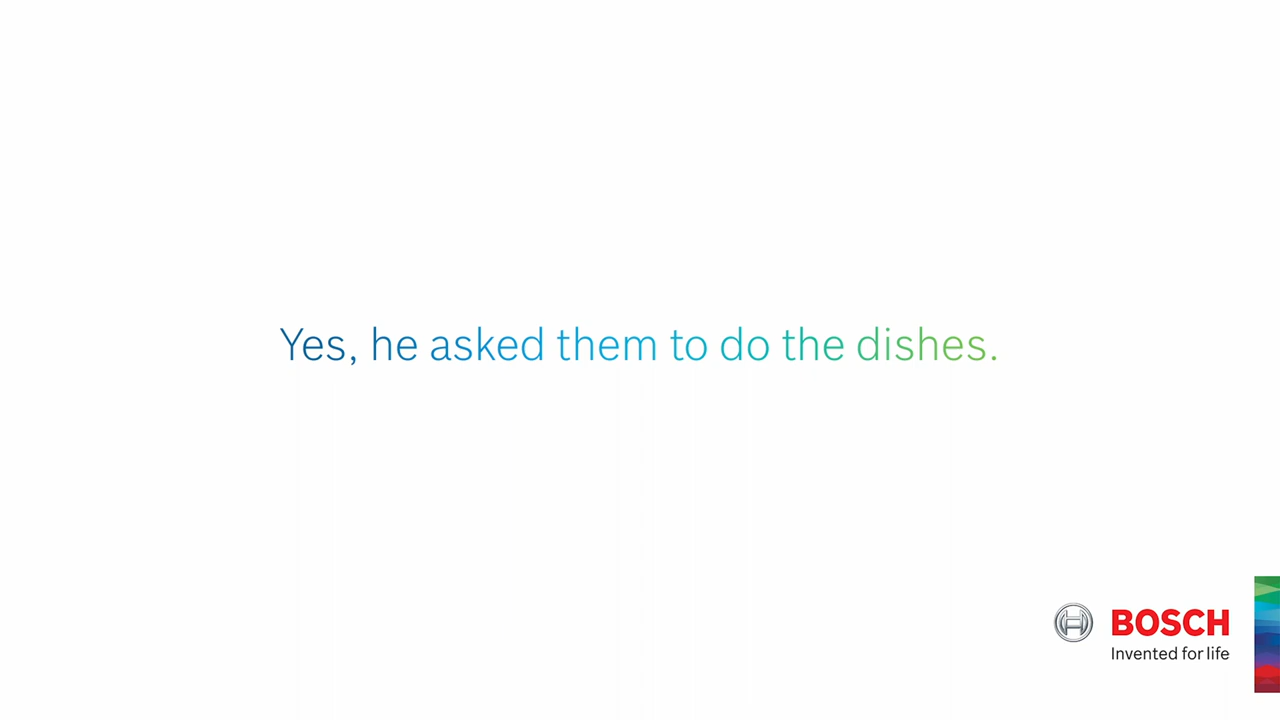 Yes, he asked them to do the dishes.
BOSCH
Invented for life